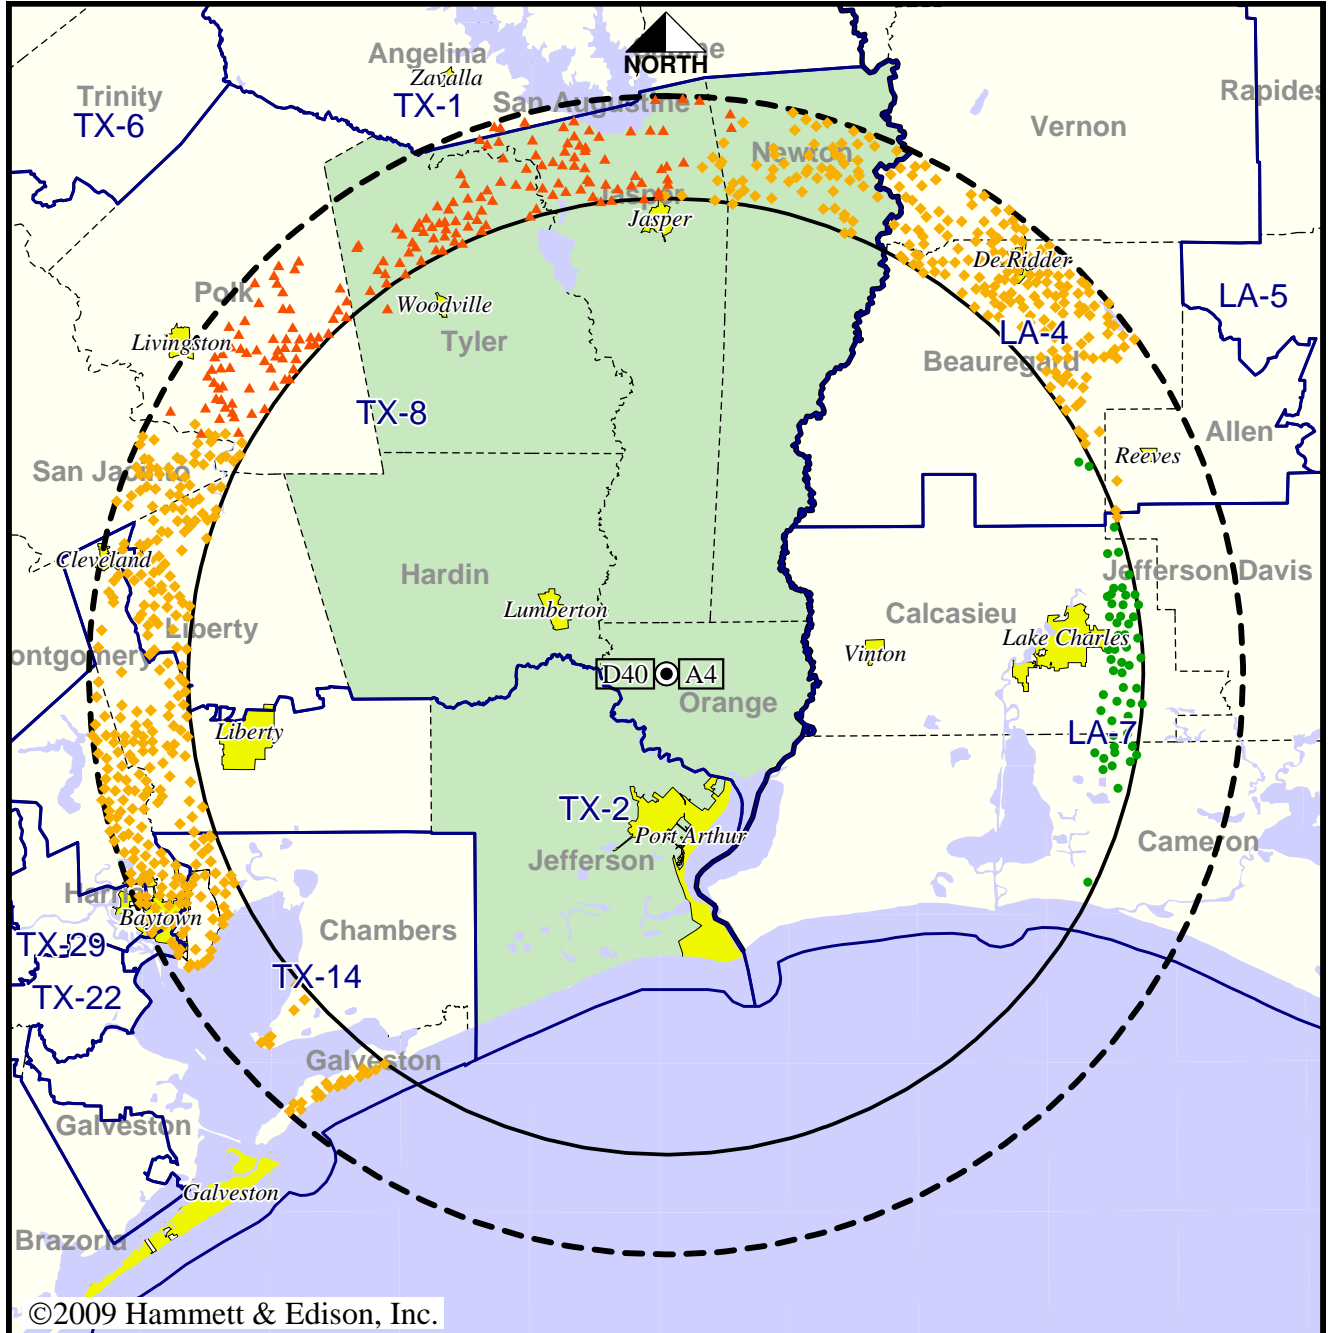 Angelina
Sabine
Zavalla
NORTH
Trinity
TX-6
TX-1
San Augustine
Rapides
Vernon
Newton
Jasper
Jasper
De Ridder
Polk
Woodville
LA-5
Livingston
Tyler
LA-4
Beauregard
TX-8
Allen
San Jacinto
Reeves
Cleveland
Hardin
Jefferson Davis
Lumberton
Calcasieu
Liberty
Lake Charles
ontgomery
Vinton
D40
A4
Orange
Liberty
LA-7
TX-2
Port Arthur
Jefferson
Cameron
Harris
Baytown
Chambers
TX-29
TX-14
TX-22
Galveston
Galveston
Galveston
Brazoria
©2009 Hammett & Edison, Inc.